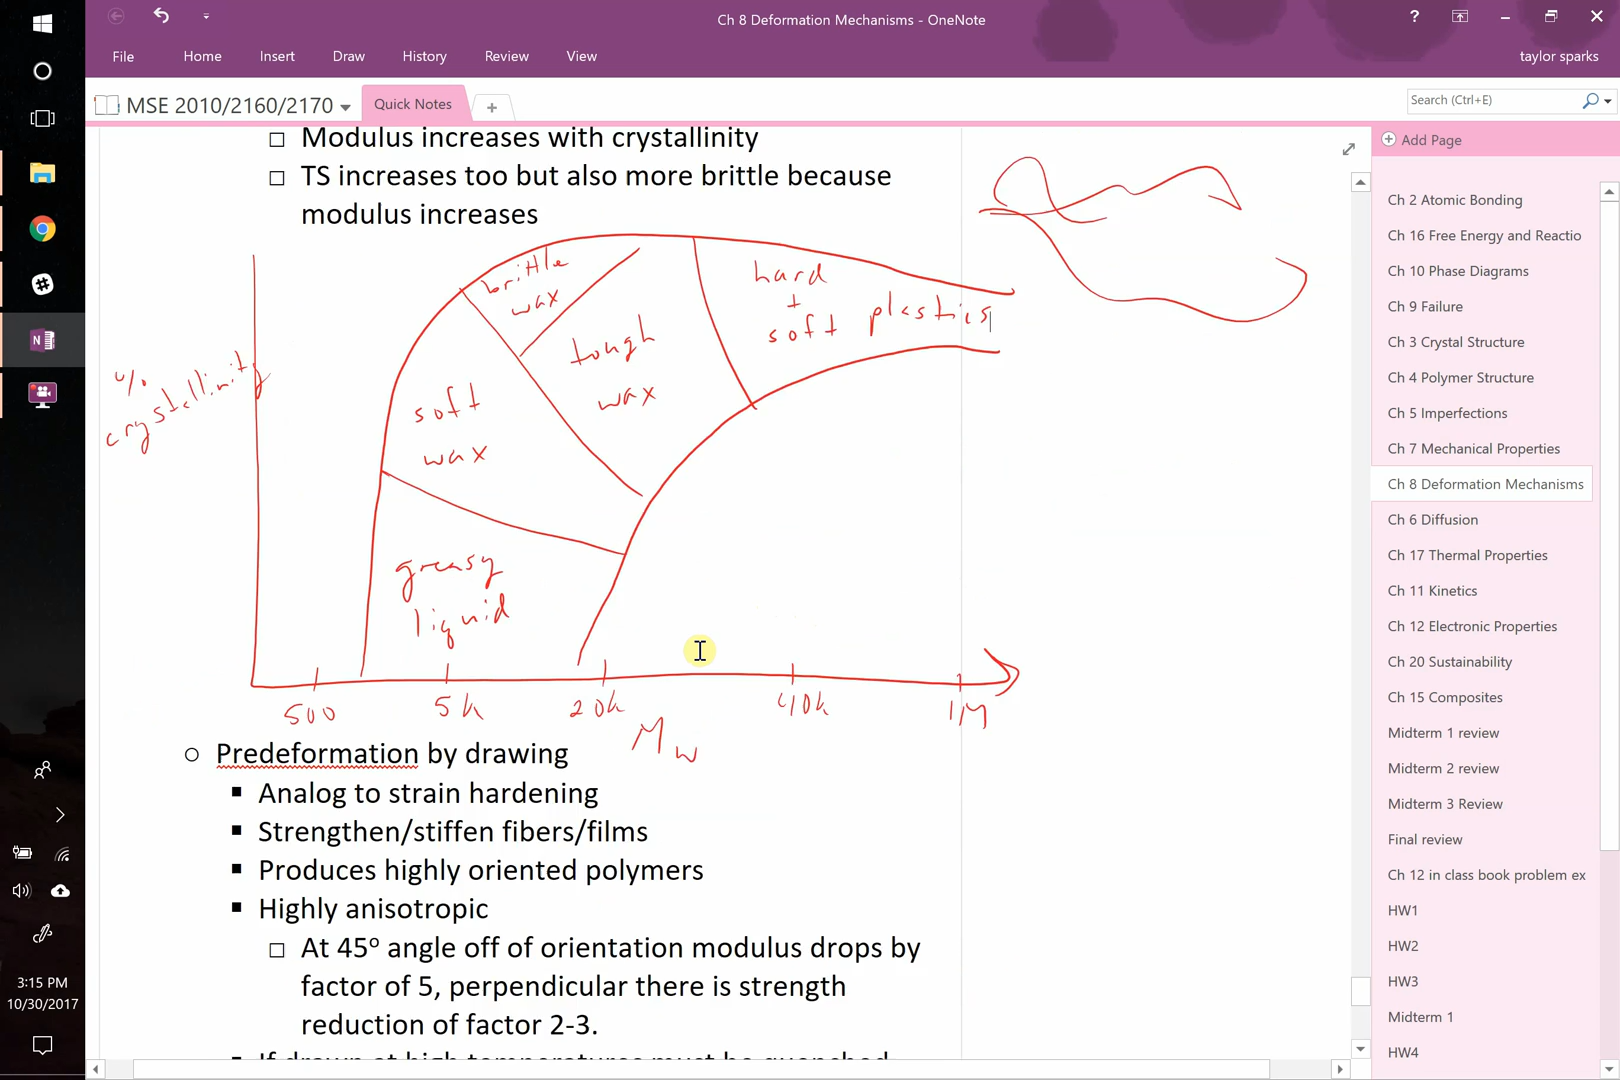 Ch 8 Deformation Mechanisms - OneNote
?
File Home Insert Draw History Review View
taylor sparks
MSE 2010/2160/2170
Quick Notes
+
Search (Ctrl+E)
Modulus increases with crystallinity
TS increases too but also more brittle because
modulus increases
% crystallinity
brittle
wax
tough
wax
hard
+
soft plastics
soft
wax
greasy
liquid
500 5k 20k 40k 1M
Mw
Predeformation by drawing
Analog to strain hardening
Strengthen/stiffen fibers/films
Produces highly oriented polymers
Highly anisotropic
At 45° angle off of orientation modulus drops by
factor of 5, perpendicular there is strength
reduction of factor 2-3.
If drawn at high temperatures must be quenched
Add Page
Ch 2 Atomic Bonding
Ch 16 Free Energy and Reactio
Ch 10 Phase Diagrams
Ch 9 Failure
Ch 3 Crystal Structure
Ch 4 Polymer Structure
Ch 5 Imperfections
Ch 7 Mechanical Properties
Ch 8 Deformation Mechanisms
Ch 6 Diffusion
Ch 17 Thermal Properties
Ch 11 Kinetics
Ch 12 Electronic Properties
Ch 20 Sustainability
Ch 15 Composites
Midterm 1 review
Midterm 2 review
Midterm 3 Review
Final review
Ch 12 in class book problem ex
HW1
HW2
HW3
Midterm 1
HW4
3:15 PM
10/30/2017